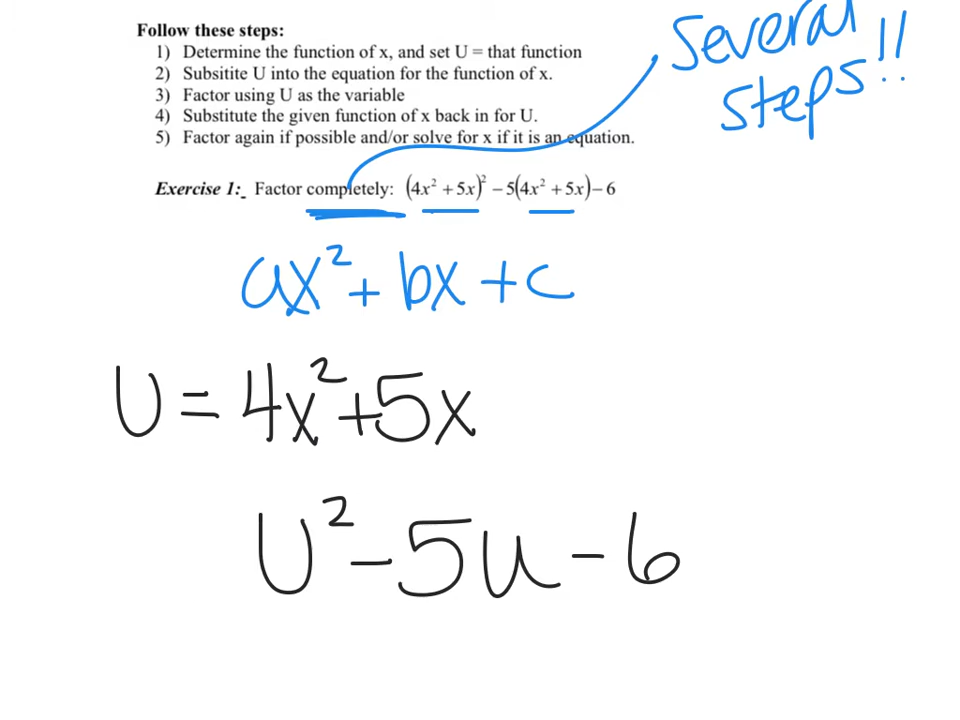 Follow these steps:
1) Determine the function of x, and set U = that function
2) Subsitite U into the equation for the function of x.
3) Factor using U as the variable
4) Substitute the given function of x back in for U.
5) Factor again if possible and/or solve for x if it is an equation.
several steps!!
Exercise 1: Factor completely: (4x² + 5x)² − 5(4x² + 5x) − 6
ax² + bx + c
U = 4x² + 5x
U² − 5u − 6